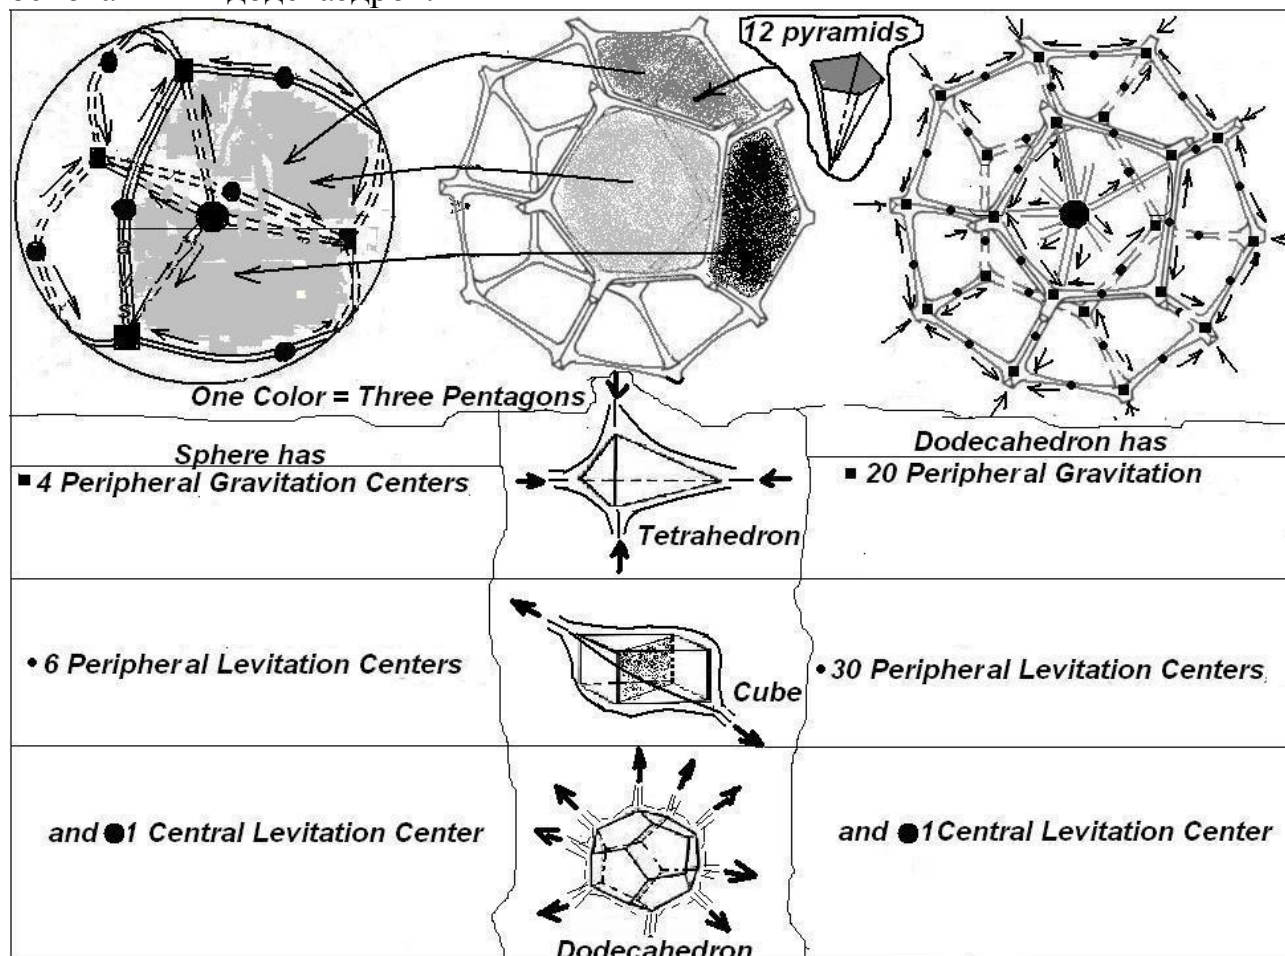 12 pyramids
One Color = Three Pentagons
Sphere has
4 Peripheral Gravitation Centers
Tetrahedron
Dodecahedron has
20 Peripheral Gravitation
6 Peripheral Levitation Centers
Cube
30 Peripheral Levitation Centers
and 1 Central Levitation Center
Dodecahedron
and 1Central Levitation Center